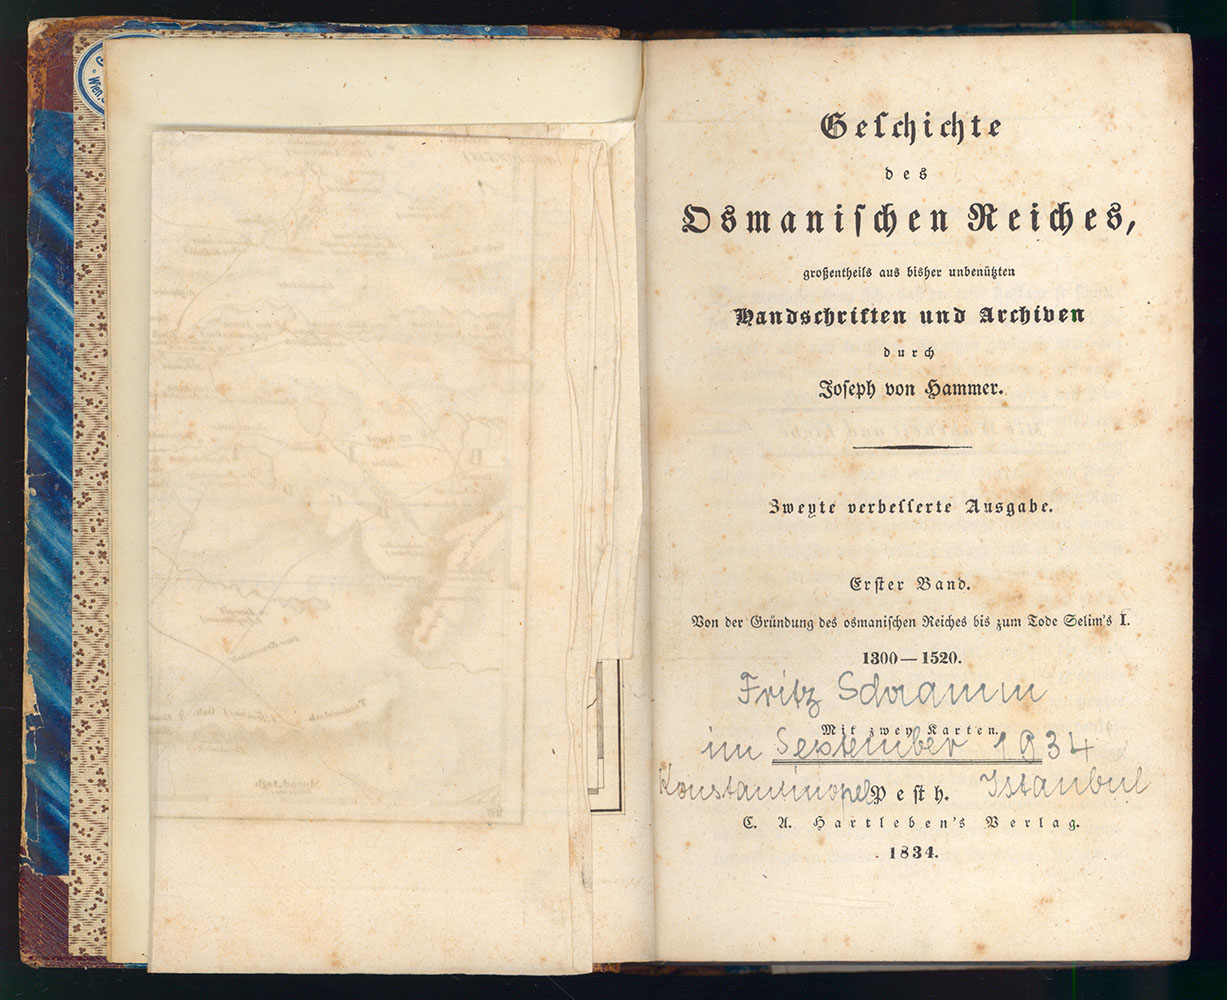 Wien,
Geschichte
des
Osmanischen Reiches,
großentheils aus bisher unbenützten
Handschriften und Archiven
durch
Joseph von Hammer.
Zweyte verbesserte Ausgabe.
Erster Band.
Von der Gründung des osmanischen Reiches bis zum Tode Selim's I.
1300—1520.
Fritz Schramm
Mit zwey Karten.
im September 1934
Konstantinopel Istanbul
Pesth.
C. A. Hartleben's Verlag.
1834.